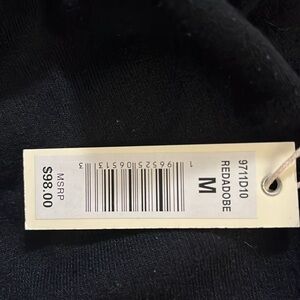 9711D10
REDADOBE
M
1 96525 06513 3
MSRP
$98.00